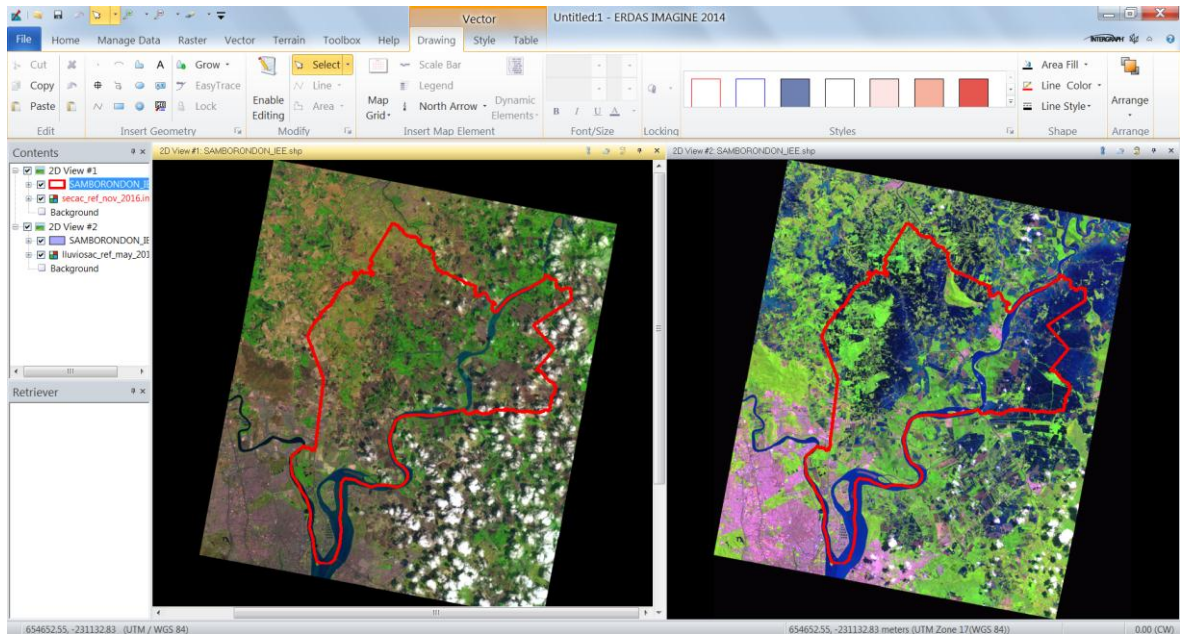 Vector
Untitled:1 - ERDAS IMAGINE 2014
File Home Manage Data Raster Vector Terrain Toolbox Help Drawing Style Table
INTERGRAPH
Cut Grow Select Scale Bar Area Fill
Copy EasyTrace Line Legend Line Color
Paste Lock Enable Editing Area Map Grid North Arrow Dynamic Elements B I U A Line Style Arrange
Edit Insert Geometry Modify Insert Map Element Font/Size Locking Styles Shape Arrange
Contents
2D View #1
SAMBORONDON_IE
secac_ref_nov_2016.in
Background
2D View #2
SAMBORONDON_IE
lluviosac_ref_may_201
Background
Retriever
2D View #1: SAMBORONDON_IEE.shp
2D View #2: SAMBORONDON_IEE.shp
654652.55, -231132.83 (UTM / WGS 84)
654652.55, -231132.83 meters (UTM Zone 17(WGS 84))
0.00 (CW)